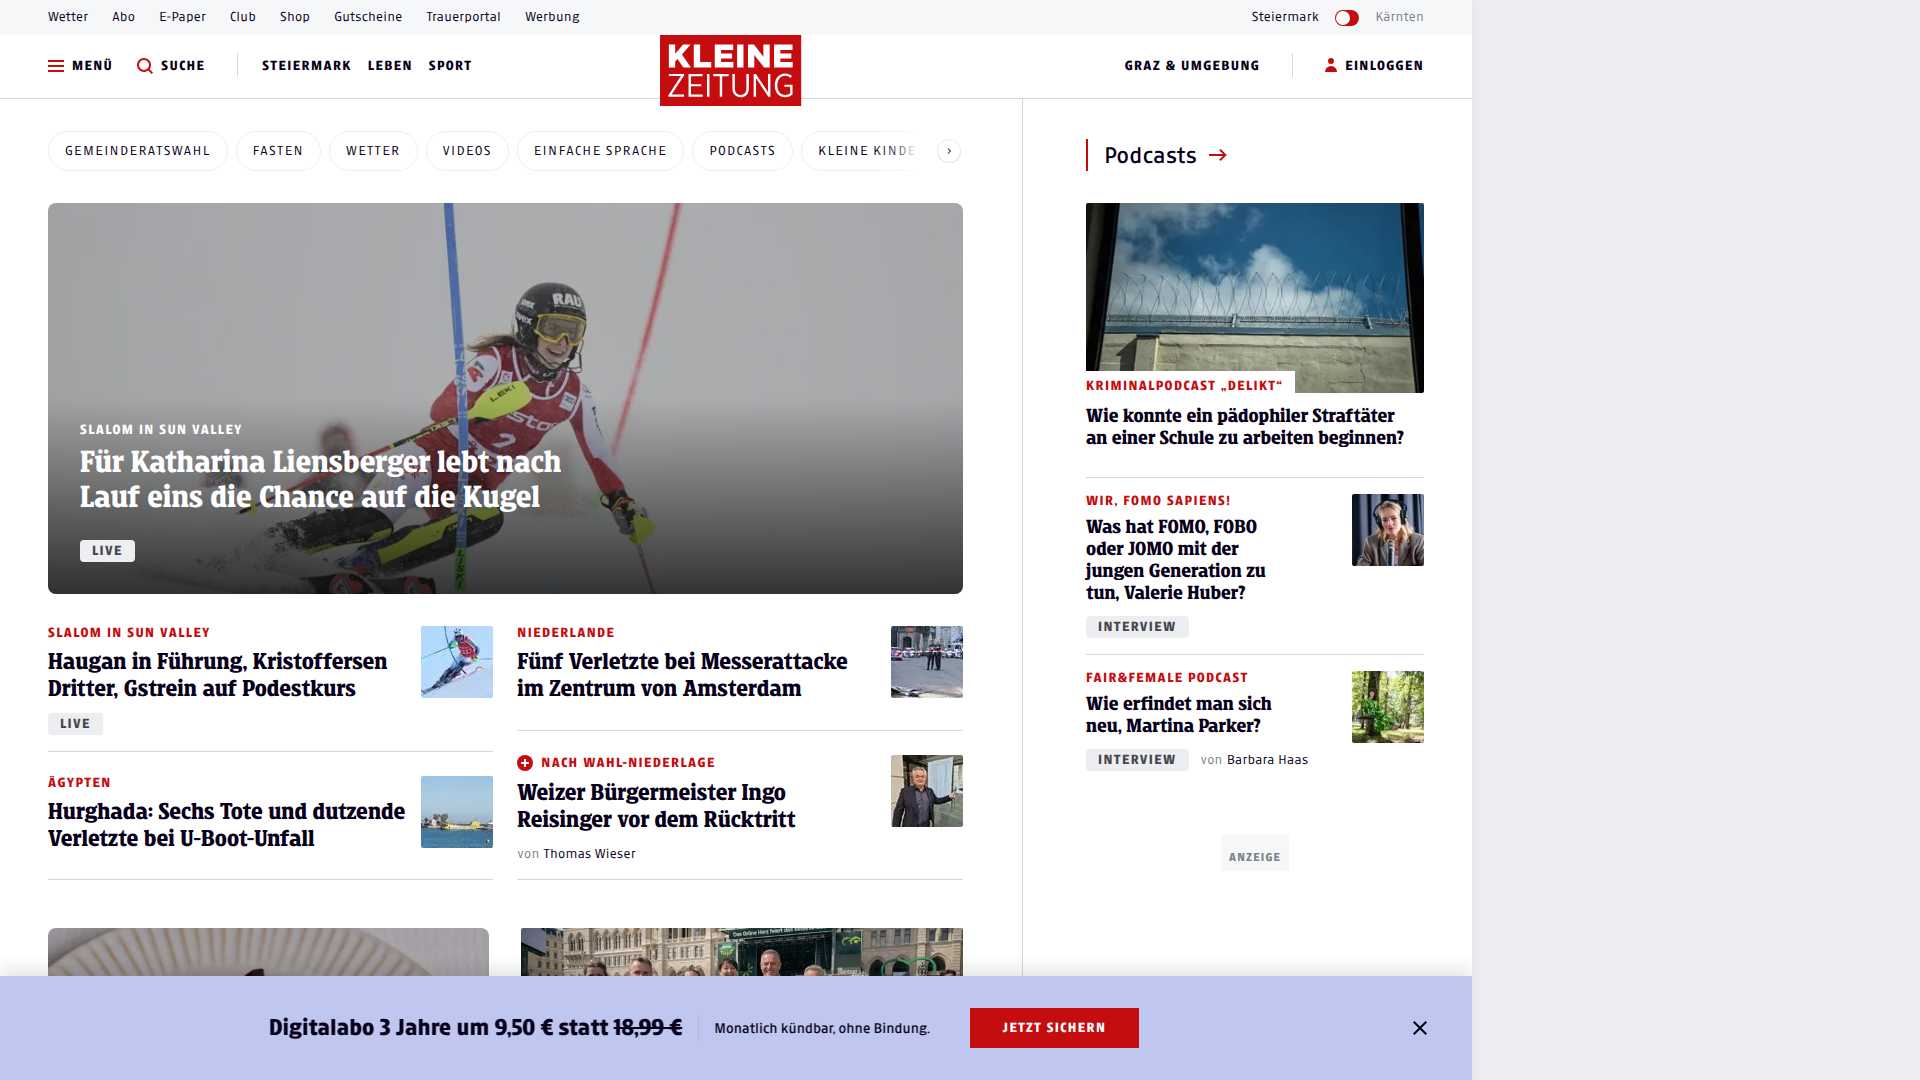 Wetter Abo E-Paper Club Shop Gutscheine Trauerportal Werbung
Steiermark Kärnten
MENÜ SUCHE STEIERMARK LEBEN SPORT
KLEINE
ZEITUNG
GRAZ & UMGEBUNG EINLOGGEN
GEMEINDERATSWAHL FASTEN WETTER VIDEOS EINFACHE SPRACHE PODCASTS KLEINE KINDE
SLALOM IN SUN VALLEY
Für Katharina Liensberger lebt nach
Lauf eins die Chance auf die Kugel
LIVE
SLALOM IN SUN VALLEY
Haugan in Führung, Kristoffersen
Dritter, Gstrein auf Podestkurs
LIVE
ÄGYPTEN
Hurghada: Sechs Tote und dutzende
Verletzte bei U-Boot-Unfall
NIEDERLANDE
Fünf Verletzte bei Messerattacke
im Zentrum von Amsterdam
NACH WAHL-NIEDERLAGE
Weizer Bürgermeister Ingo
Reisinger vor dem Rücktritt
von Thomas Wieser
Podcasts
KRIMINALPODCAST „DELIKT“
Wie konnte ein pädophiler Straftäter
an einer Schule zu arbeiten beginnen?
WIR, FOMO SAPIENS!
Was hat FOMO, FOBO
oder JOMO mit der
jungen Generation zu
tun, Valerie Huber?
INTERVIEW
FAIR&FEMALE PODCAST
Wie erfindet man sich
neu, Martina Parker?
INTERVIEW von Barbara Haas
ANZEIGE
Digitalabo 3 Jahre um 9,50 € statt 18,99 €
Monatlich kündbar, ohne Bindung.
JETZT SICHERN